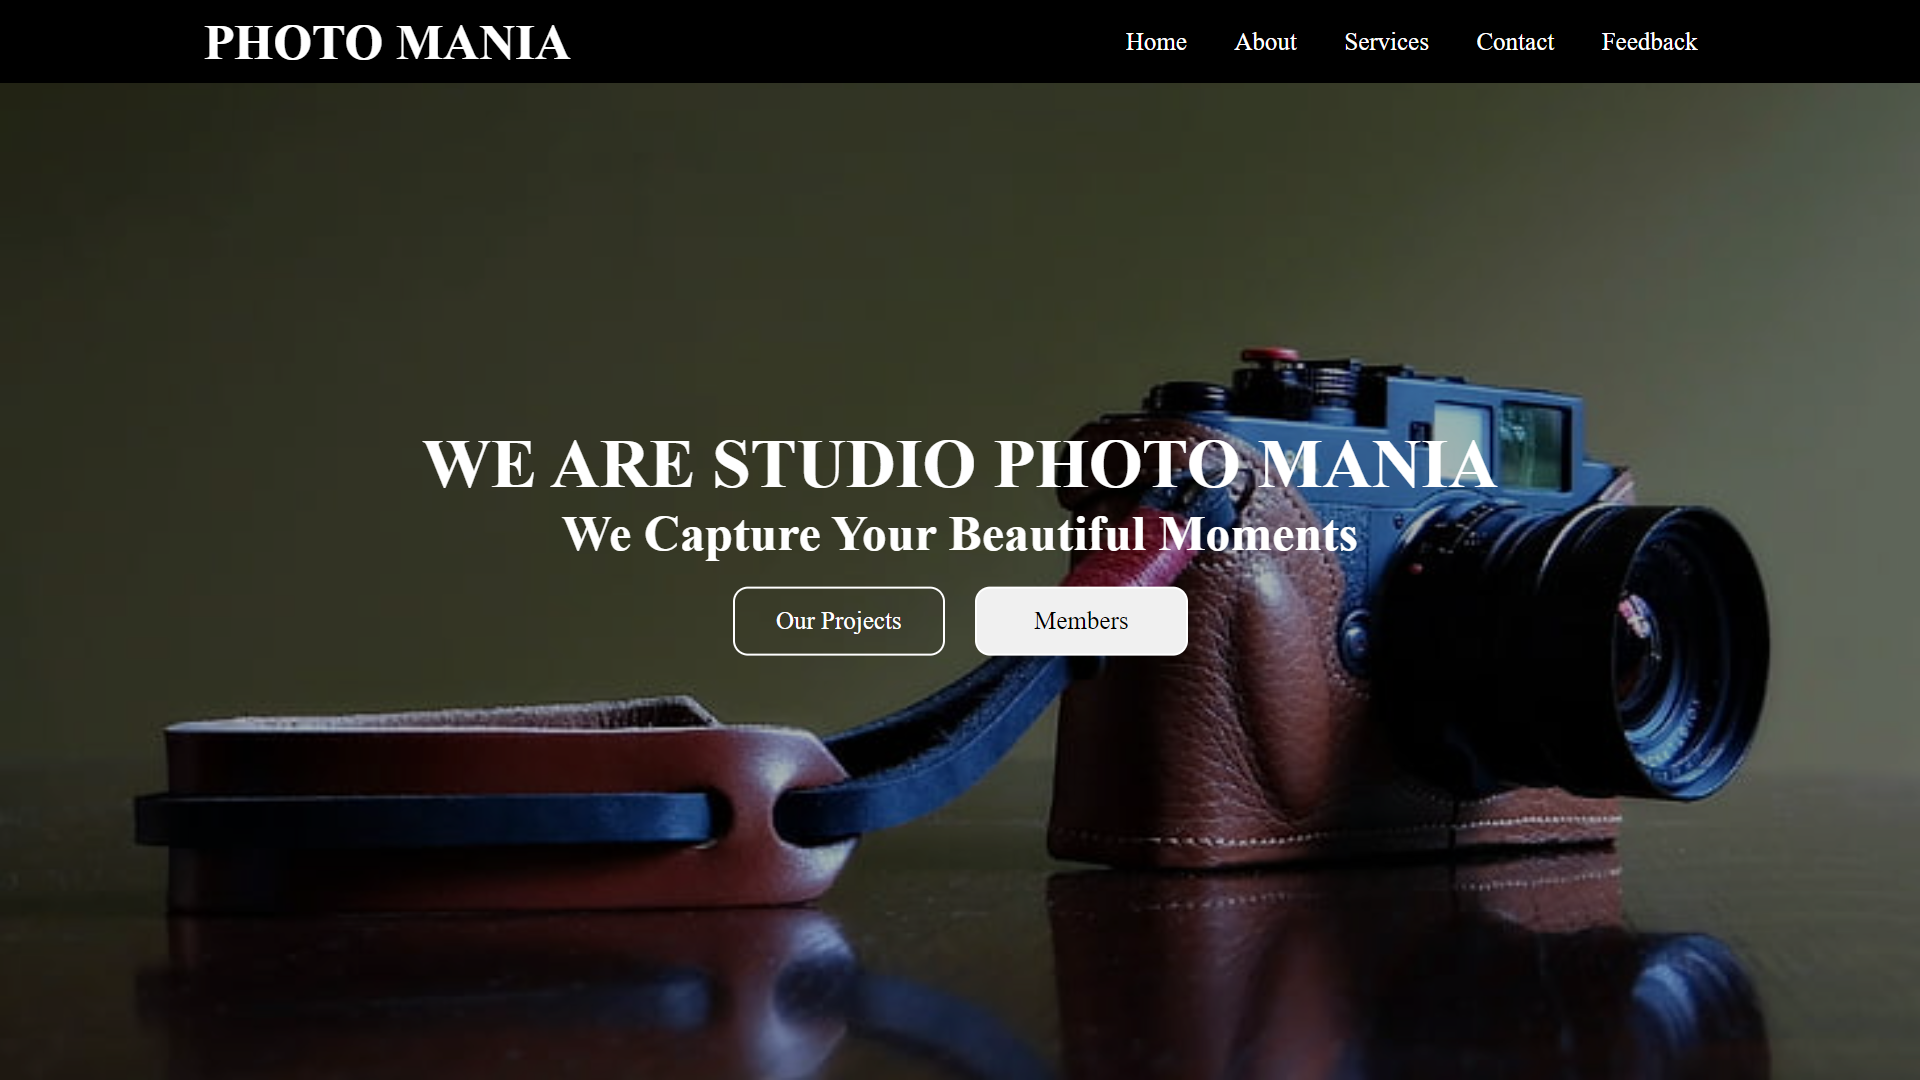 PHOTO MANIA
Home About Services Contact Feedback
WE ARE STUDIO PHOTO MANIA
We Capture Your Beautiful Moments
Our Projects Members